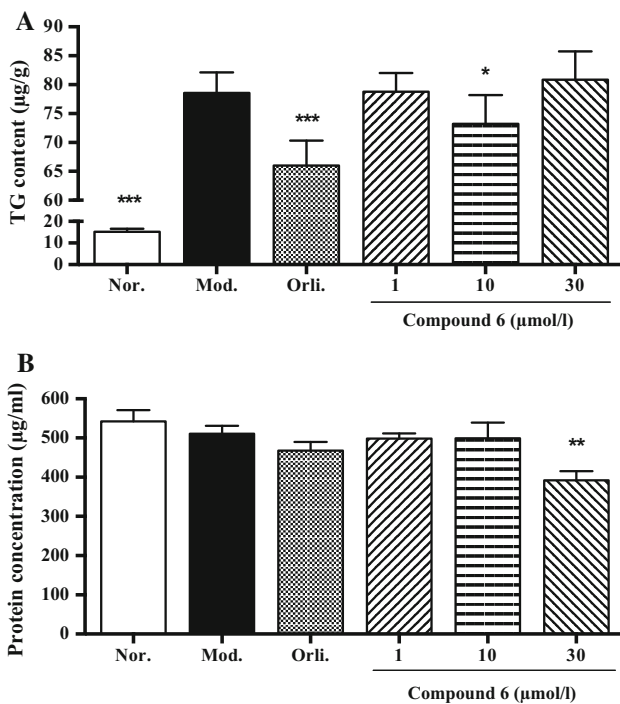 A
TG content (µg/g)
90
85
80
75
70
65
60
20
10
0
***
***
*
Nor. Mod. Orli. 1 10 30
Compound 6 (µmol/l)
B
Protein concentration (µg/ml)
600
500
400
300
200
100
0
**
Nor. Mod. Orli. 1 10 30
Compound 6 (µmol/l)